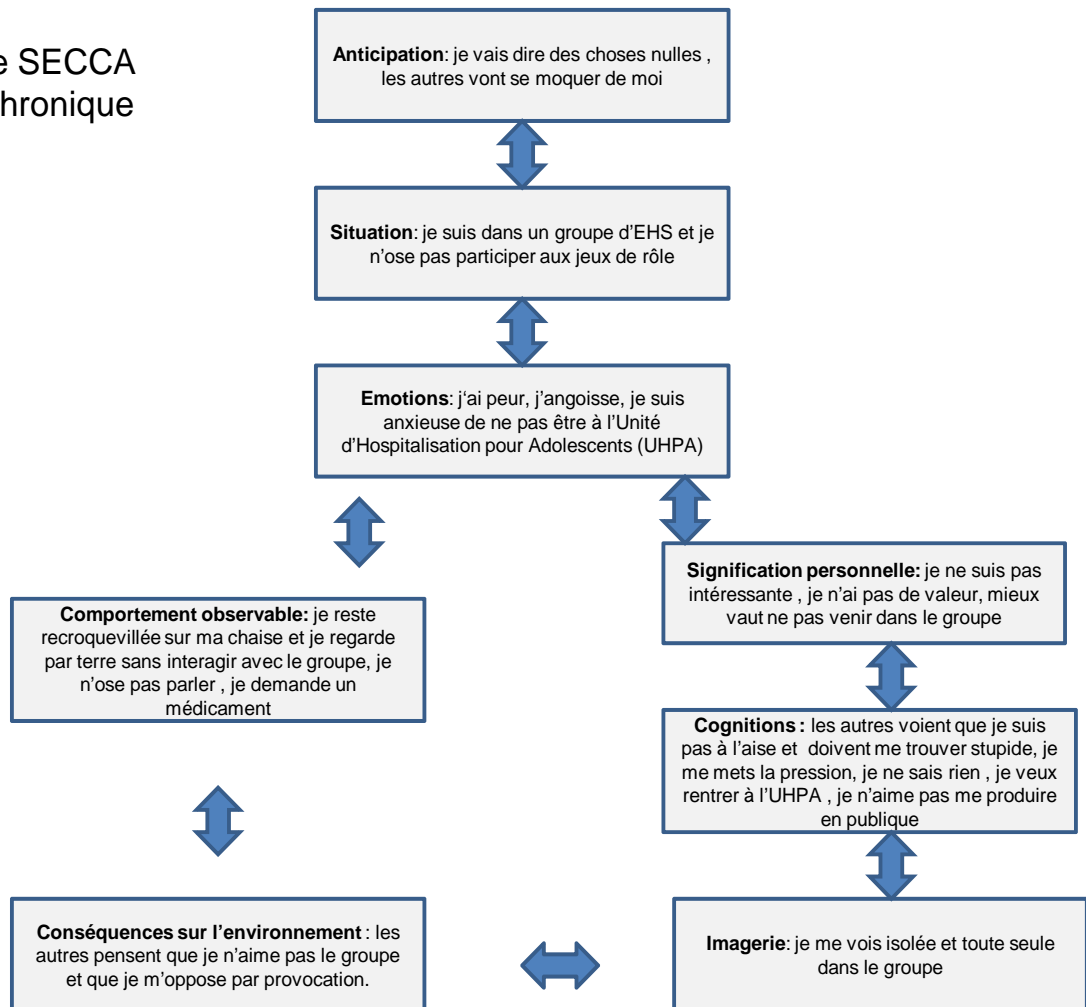 e SECCA
hronique
Anticipation: je vais dire des choses nulles ,
les autres vont se moquer de moi
Situation: je suis dans un groupe d’EHS et je
n’ose pas participer aux jeux de rôle
Emotions: j‘ai peur, j’angoisse, je suis
anxieuse de ne pas être à l’Unité
d’Hospitalisation pour Adolescents (UHPA)
Comportement observable: je reste
recroquevillée sur ma chaise et je regarde
par terre sans interagir avec le groupe, je
n’ose pas parler , je demande un
médicament
Conséquences sur l’environnement : les
autres pensent que je n’aime pas le groupe
et que je m’oppose par provocation.
Signification personnelle: je ne suis pas
intéressante , je n’ai pas de valeur, mieux
vaut ne pas venir dans le groupe
Cognitions : les autres voient que je suis
pas à l’aise et doivent me trouver stupide, je
me mets la pression, je ne sais rien , je veux
rentrer à l’UHPA , je n’aime pas me produire
en publique
Imagerie: je me vois isolée et toute seule
dans le groupe